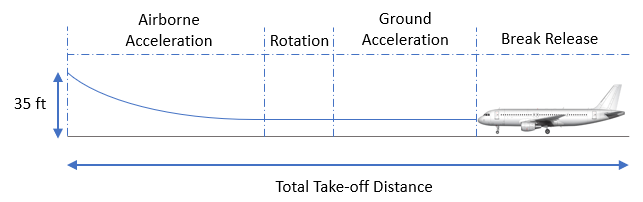 Airborne
Acceleration
Rotation
Ground
Acceleration
Break Release
35 ft
Total Take-off Distance